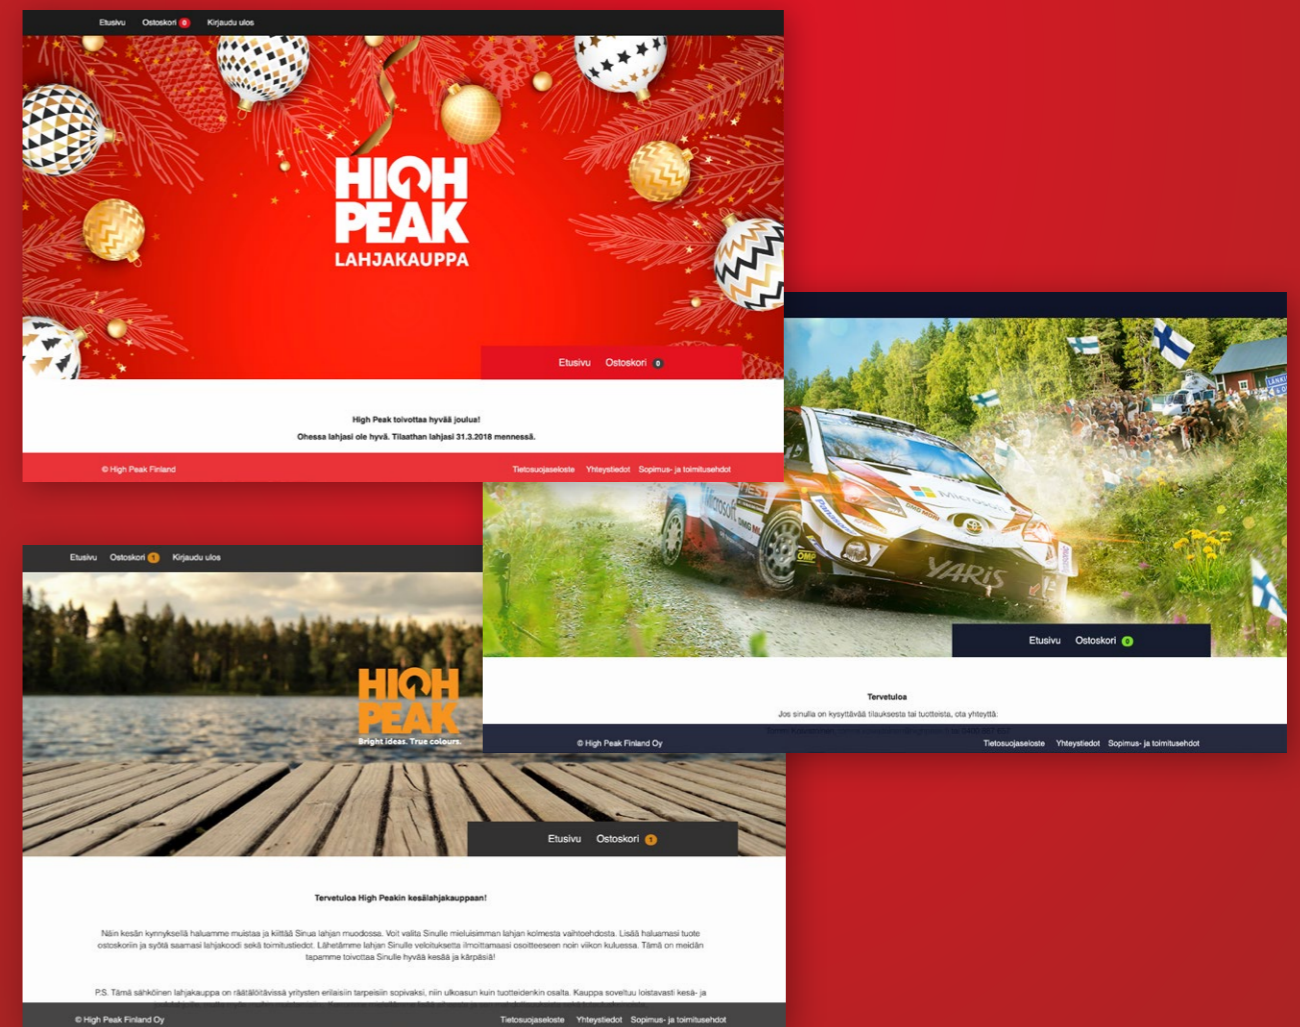 Etusivu Ostoskori 0 Kirjaudu ulos
HIGH
PEAK
LAHJAKAUPPA
Etusivu Ostoskori 0
High Peak toivottaa hyvää joulua!
Ohessa lahjasi ole hyvä. Tilaathan lahjasi 31.3.2018 mennessä.
© High Peak Finland Tietosuojaseloste Yhteystiedot Sopimus- ja toimitusehdot
Microsoft
Microsoft
OMP
YARIS
Etusivu Ostoskori 0
Tervetuloa
Jos sinulla on kysyttävää tilauksesta tai tuotteista, ota yhteyttä:
© High Peak Finland Oy Tietosuojaseloste Yhteystiedot Sopimus- ja toimitusehdot
Etusivu Ostoskori 1 Kirjaudu ulos
HIGH
PEAK
Bright ideas. True colours.
Etusivu Ostoskori 1
Tervetuloa High Peakin kesälahjakauppaan!
Näin kesän kynnyksellä haluamme muistaa ja kiittää Sinua lahjan muodossa. Voit valita Sinulle mieluisimman lahjan kolmesta vaihtoehdosta. Lisää haluamasi tuote
ostoskoriin ja syötä saamasi lahjakoodi sekä toimitustiedot. Lähetämme lahjan Sinulle veloituksetta ilmoittamaasi osoitteeseen noin viikon kuluessa. Tämä on meidän
tapamme toivottaa Sinulle hyvää kesää ja kärpäsiä!
P.S. Tämä sähköinen lahjakauppa on räätälöitävissä yritysten erilaisiin tarpeisiin sopivaksi, niin ulkoasun kuin tuotteidenkin osalta. Kauppa soveltuu loistavasti kesä- ja
© High Peak Finland Oy Tietosuojaseloste Yhteystiedot Sopimus- ja toimitusehdot